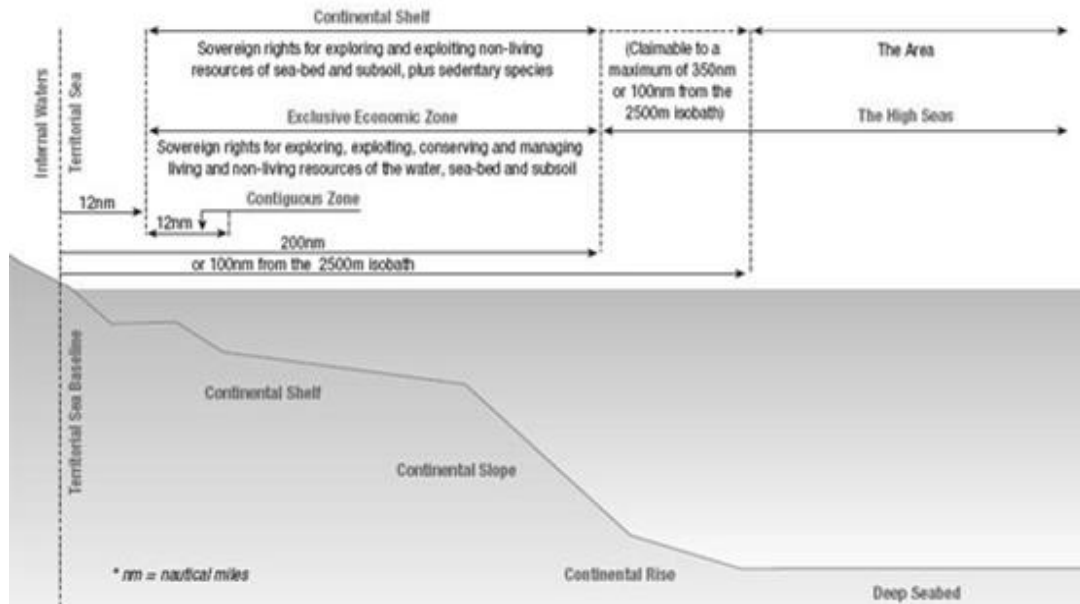 Continental Shelf
Sovereign rights for exploring and exploiting non-living
resources of sea-bed and subsoil, plus sedentary species
(Claimable to a
maximum of 350nm
or 100nm from the
2500m isobath)
The Area
Internal Waters
Territorial Sea
Exclusive Economic Zone
The High Seas
Sovereign rights for exploring, exploiting, conserving and managing
living and non-living resources of the water, sea-bed and subsoil
12nm
Contiguous Zone
12nm
200nm
or 100nm from the 2500m isobath
Territorial Sea Baseline
Continental Shelf
Continental Slope
* nm = nautical miles
Continental Rise
Deep Seabed